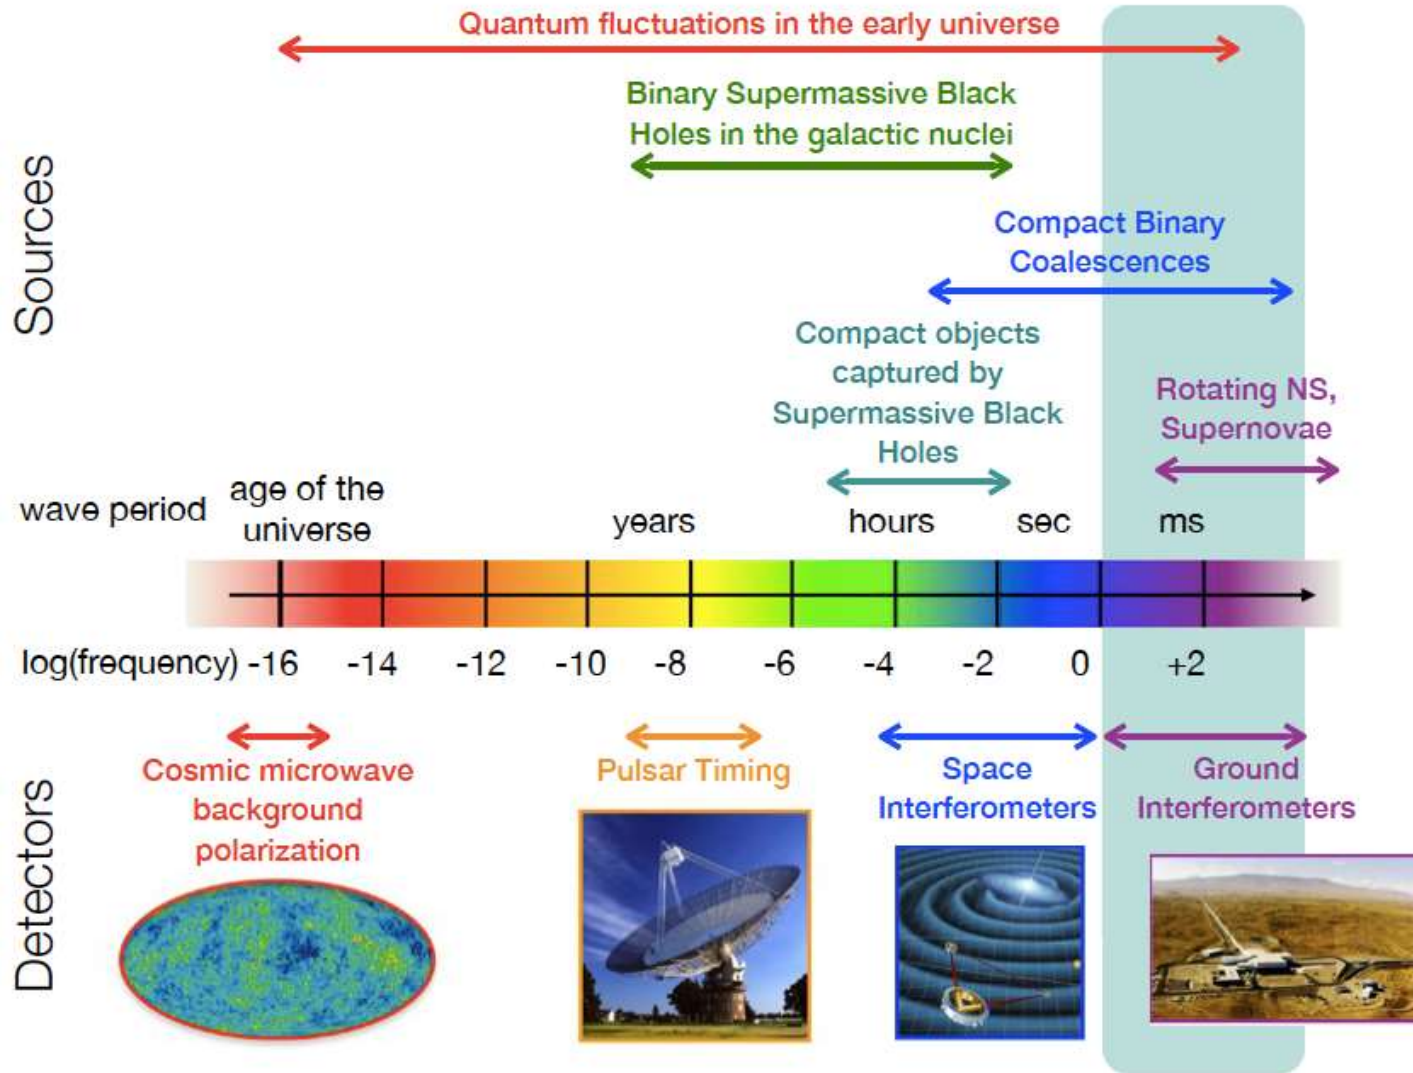 Quantum fluctuations in the early universe
Binary Supermassive Black
Holes in the galactic nuclei
Sources
Compact Binary
Coalescences
Compact objects
captured by
Supermassive Black
Holes
Rotating NS,
Supernovae
wave period
age of the
universe
years
hours
sec
ms
log(frequency) -16 -14 -12 -10 -8 -6 -4 -2 0 +2
Detectors
Cosmic microwave
background
polarization
Pulsar Timing
Space
Interferometers
Ground
Interferometers